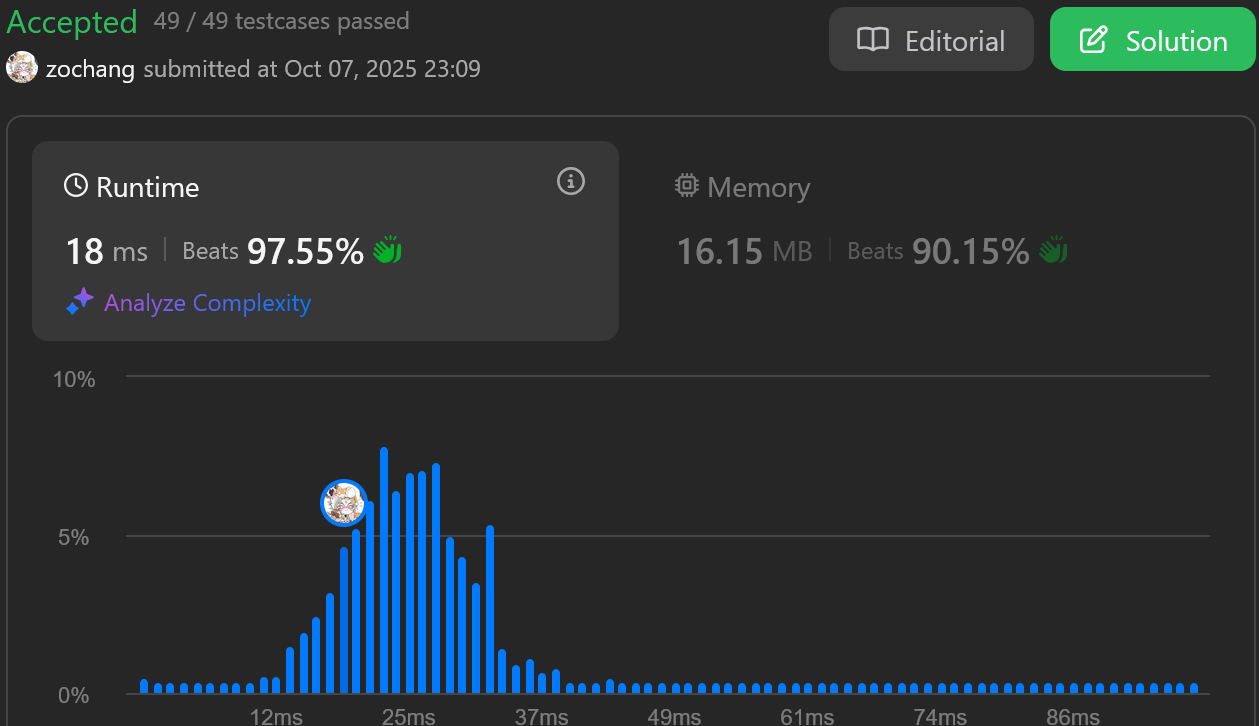 Accepted 49 / 49 testcases passed
zochang submitted at Oct 07, 2025 23:09
Editorial
Solution
Runtime
18 ms | Beats 97.55%
Analyze Complexity
Memory
16.15 MB | Beats 90.15%
10%
5%
0%
12ms 25ms 37ms 49ms 61ms 74ms 86ms